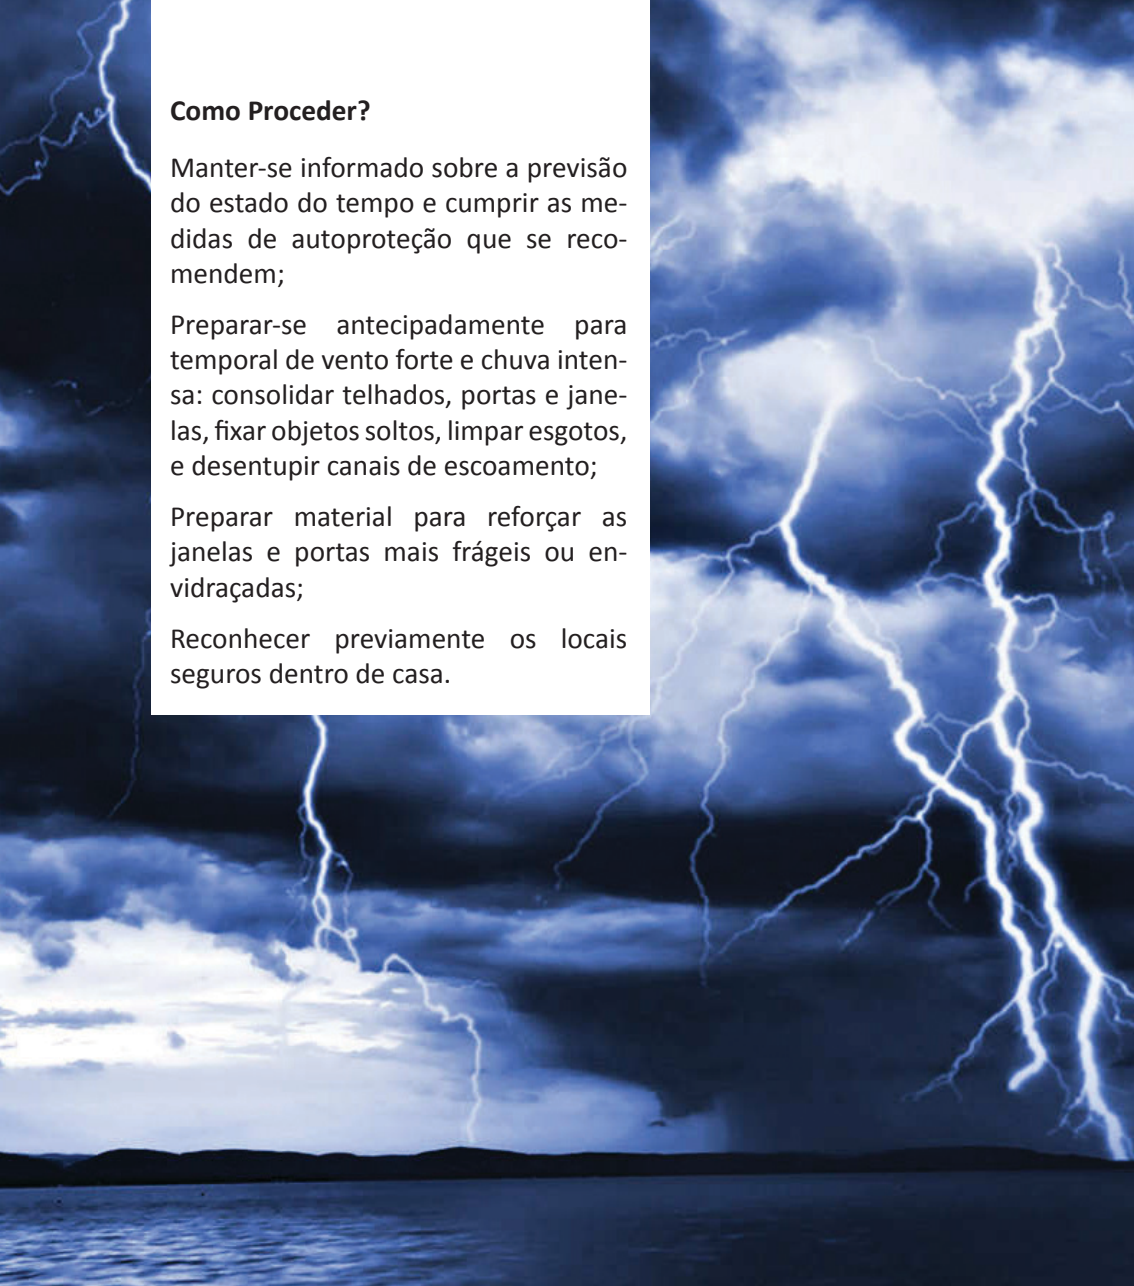 Como Proceder?
Manter-se informado sobre a previsão
do estado do tempo e cumprir as me-
didas de autoproteção que se reco-
mendem;
Preparar-se antecipadamente para
temporal de vento forte e chuva inten-
sa: consolidar telhados, portas e jane-
las, fixar objetos soltos, limpar esgotos,
e desentupir canais de escoamento;
Preparar material para reforçar as
janelas e portas mais frágeis ou en-
vidraçadas;
Reconhecer previamente os locais
seguros dentro de casa.